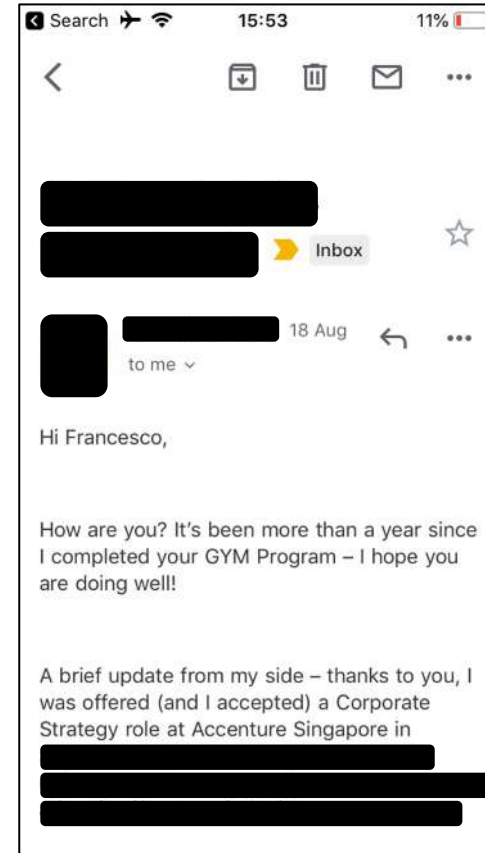 Search 15:53 11%
Inbox
18 Aug
to me
Hi Francesco,
How are you? It's been more than a year since
I completed your GYM Program – I hope you
are doing well!
A brief update from my side – thanks to you, I
was offered (and I accepted) a Corporate
Strategy role at Accenture Singapore in